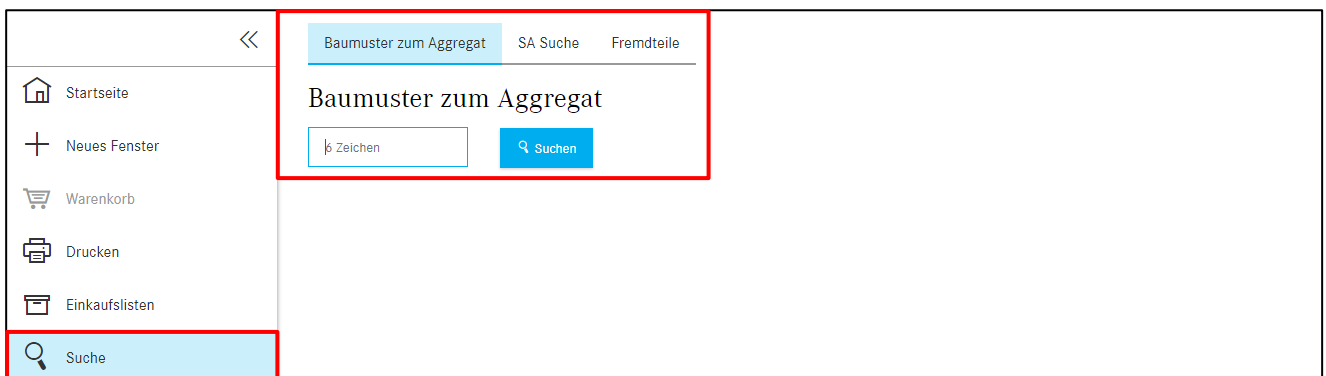 Baumuster zum Aggregat SA Suche Fremdteile
Startseite
Baumuster zum Aggregat
Neues Fenster
6 Zeichen
Suchen
Warenkorb
Drucken
Einkaufslisten
Suche